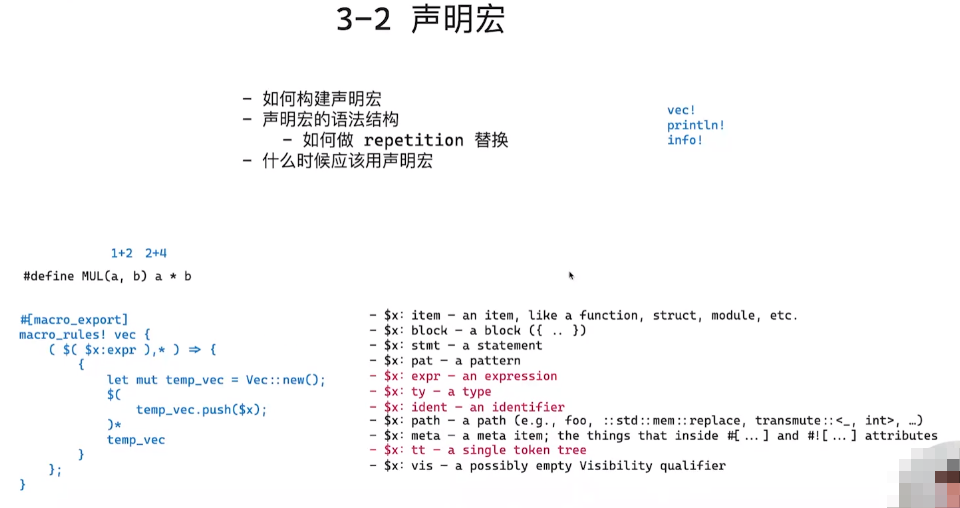 3-2 声明宏
- 如何构建声明宏
- 声明宏的语法结构
- 如何做 repetition 替换
- 什么时候应该用声明宏
vec!
println!
info!
1+2 2+4
#define MUL(a, b) a * b
#[macro_export]
macro_rules! vec {
( $( $x:expr ),* ) => {
{
let mut temp_vec = Vec::new();
$(
temp_vec.push($x);
)*
temp_vec
}
};
}
- $x: item - an item, like a function, struct, module, etc.
- $x: block - a block ({ .. })
- $x: stmt - a statement
- $x: pat - a pattern
- $x: expr - an expression
- $x: ty - a type
- $x: ident - an identifier
- $x: path - a path (e.g., foo, ::std::mem::replace, transmute::<_, int>, …)
- $x: meta - a meta item; the things that inside #[...] and #![...] attributes
- $x: tt - a single token tree
- $x: vis - a possibly empty Visibility qualifier